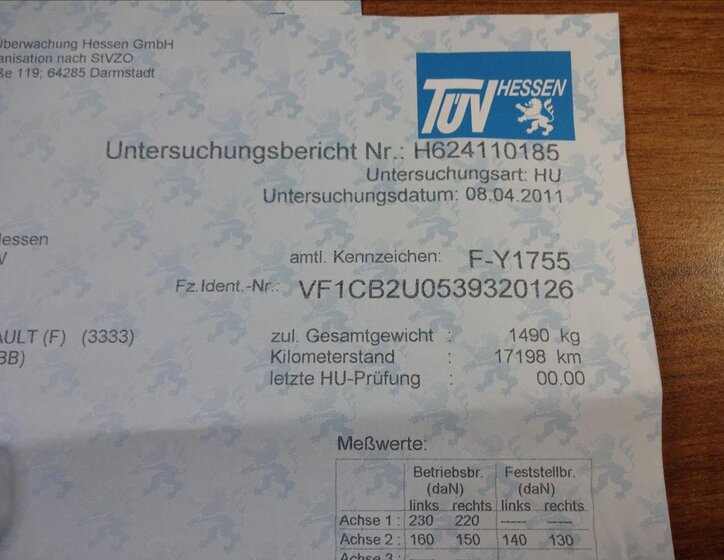 Überwachung Hessen GmbH
anisation nach StVZO
ße 119; 64285 Darmstadt
TÜV HESSEN
Untersuchungsbericht Nr.: H624110185
Untersuchungsart: HU
Untersuchungsdatum: 08.04.2011
Hessen
amtl. Kennzeichen: F-Y1755
Fz.Ident.-Nr.: VF1CB2U0539320126
AULT (F) (3333)
BB)
zul. Gesamtgewicht : 1490 kg
Kilometerstand : 17198 km
letzte HU-Prüfung : 00.00
Meßwerte:
Betriebsbr. Feststellbr.
(daN) (daN)
links rechts links rechts
Achse 1 : 230 220 ----- -----
Achse 2 : 160 150 140 130
Achse 3 :